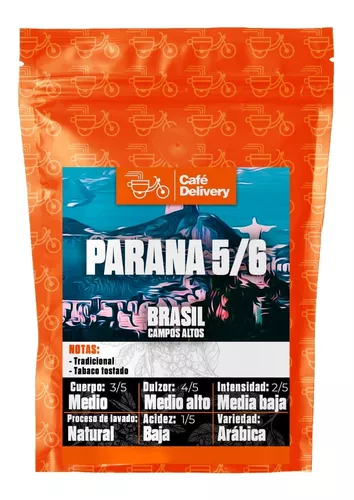 Café
Delivery
PARANA 5/6
BRASIL
CAMPOS ALTOS
NOTAS:
- Tradicional
- Tabaco tostado
Cuerpo: 3/5 Dulzor: 4/5 Intensidad: 2/5
Medio Medio alto Media baja
Proceso de lavado: Acidez: 1/5 Variedad:
Natural Baja Arábica